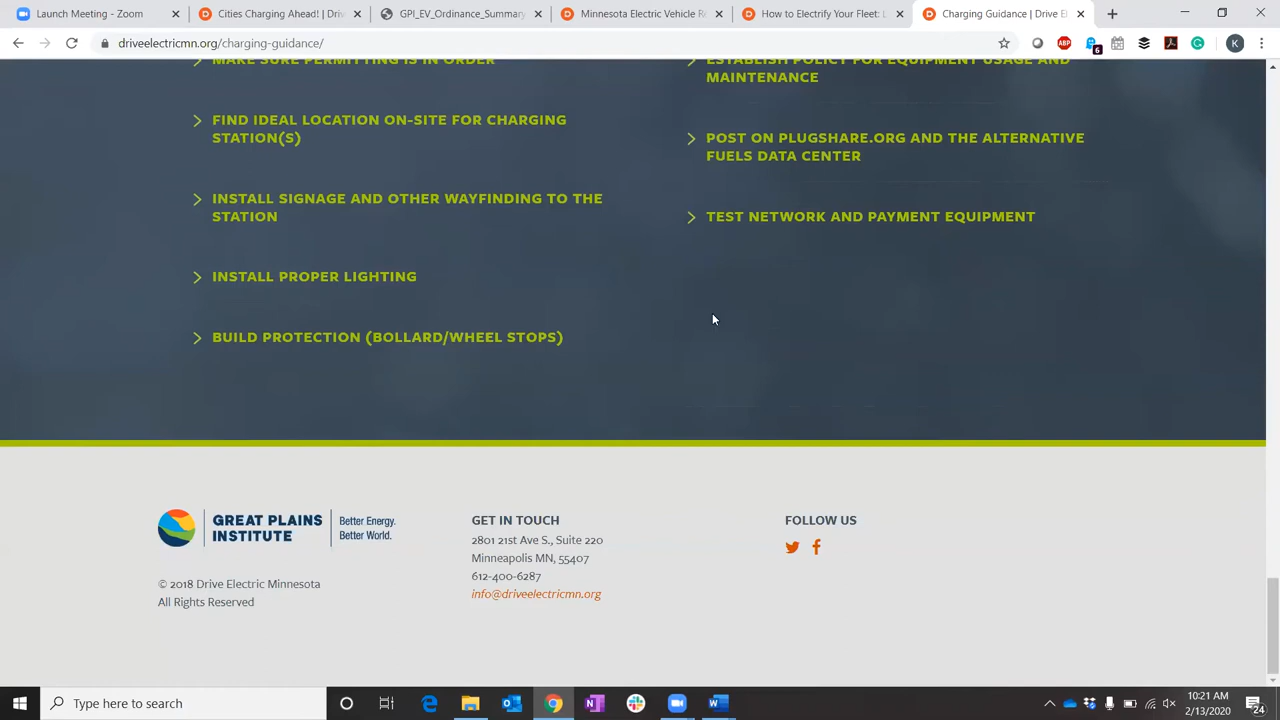 Launch Meeting - Zoom
Cities Charging Ahead! | Drive
GPI_EV_Ordinance_Summary
Minnesota Electric Vehicle Re
How to Electrify Your Fleet: L
Charging Guidance | Drive El
driveelectricmn.org/charging-guidance/
ABP
6
K
MAKE SURE PERMITTING IS IN ORDER
FIND IDEAL LOCATION ON-SITE FOR CHARGING
STATION(S)
INSTALL SIGNAGE AND OTHER WAYFINDING TO THE
STATION
INSTALL PROPER LIGHTING
BUILD PROTECTION (BOLLARD/WHEEL STOPS)
ESTABLISH POLICY FOR EQUIPMENT USAGE AND
MAINTENANCE
POST ON PLUGSHARE.ORG AND THE ALTERNATIVE
FUELS DATA CENTER
TEST NETWORK AND PAYMENT EQUIPMENT
GREAT PLAINS
INSTITUTE
Better Energy.
Better World.
© 2018 Drive Electric Minnesota
All Rights Reserved
GET IN TOUCH
2801 21st Ave S., Suite 220
Minneapolis MN, 55407
612-400-6287
info@driveelectricmn.org
FOLLOW US
Type here to search
10:21 AM
2/13/2020
24